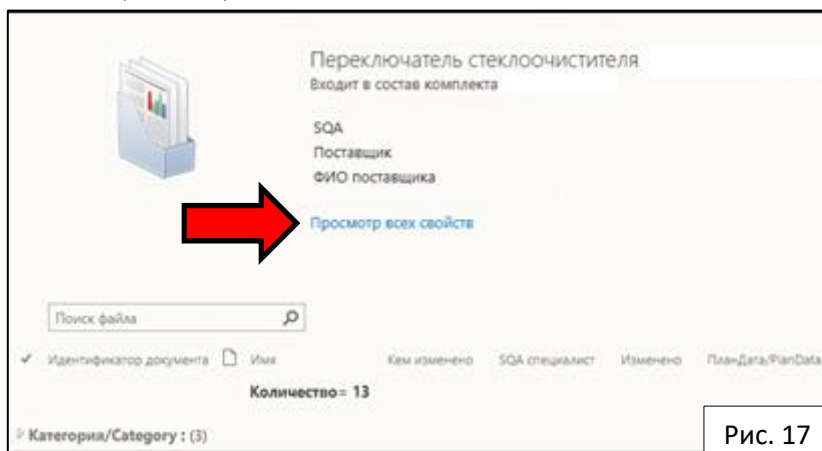 Переключатель стеклоочистителя
Входит в состав комплекта
SQA
Поставщик
ФИО поставщика
Просмотр всех свойств
Поиск файла
Идентификатор документа Имя Кем изменено SQA специалист Изменено ПланДата/PlanData
Количество= 13
Категория/Category : (3)
Рис. 17